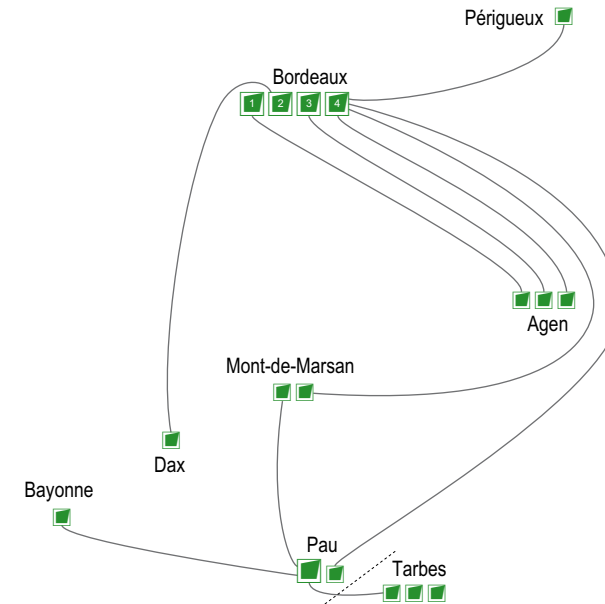 Périgueux
Bordeaux
1 2 3 4
Agen
Mont-de-Marsan
Dax
Bayonne
Pau
Tarbes